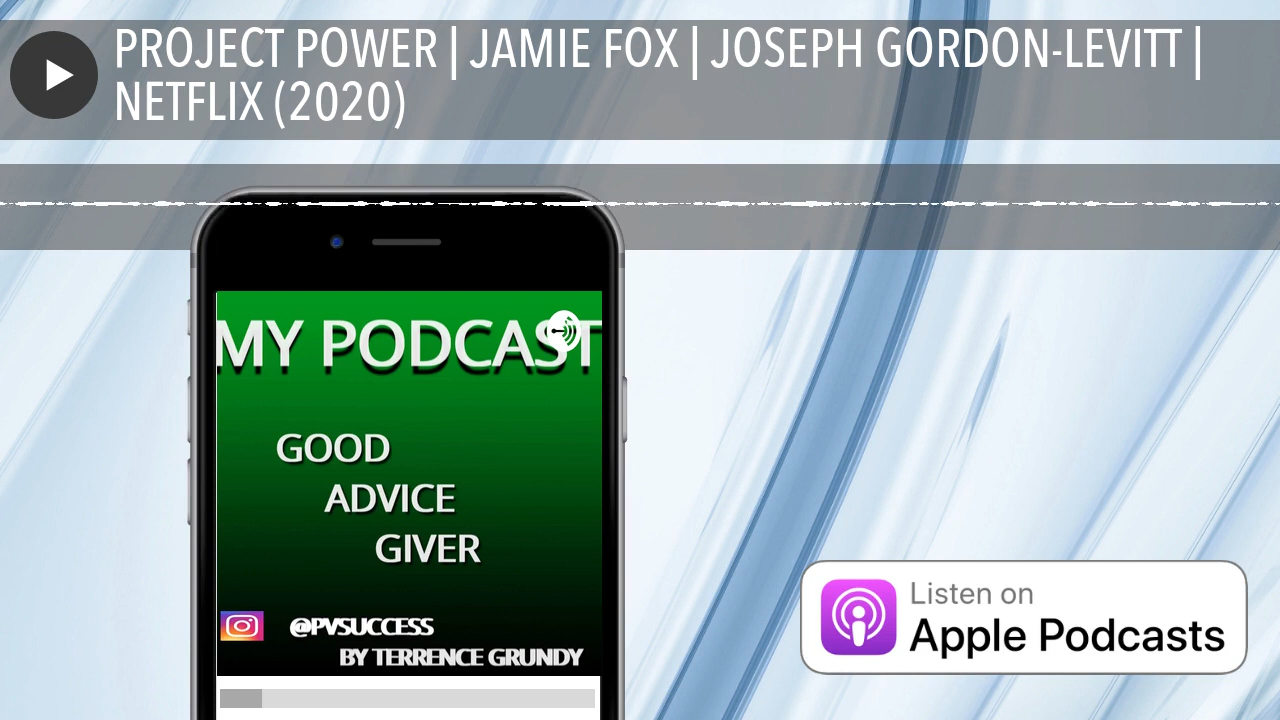 PROJECT POWER | JAMIE FOX | JOSEPH GORDON-LEVITT |
NETFLIX (2020)
MY PODCAST
GOOD
ADVICE
GIVER
@PVSUCCESS
BY TERRENCE GRUNDY
Listen on
Apple Podcasts